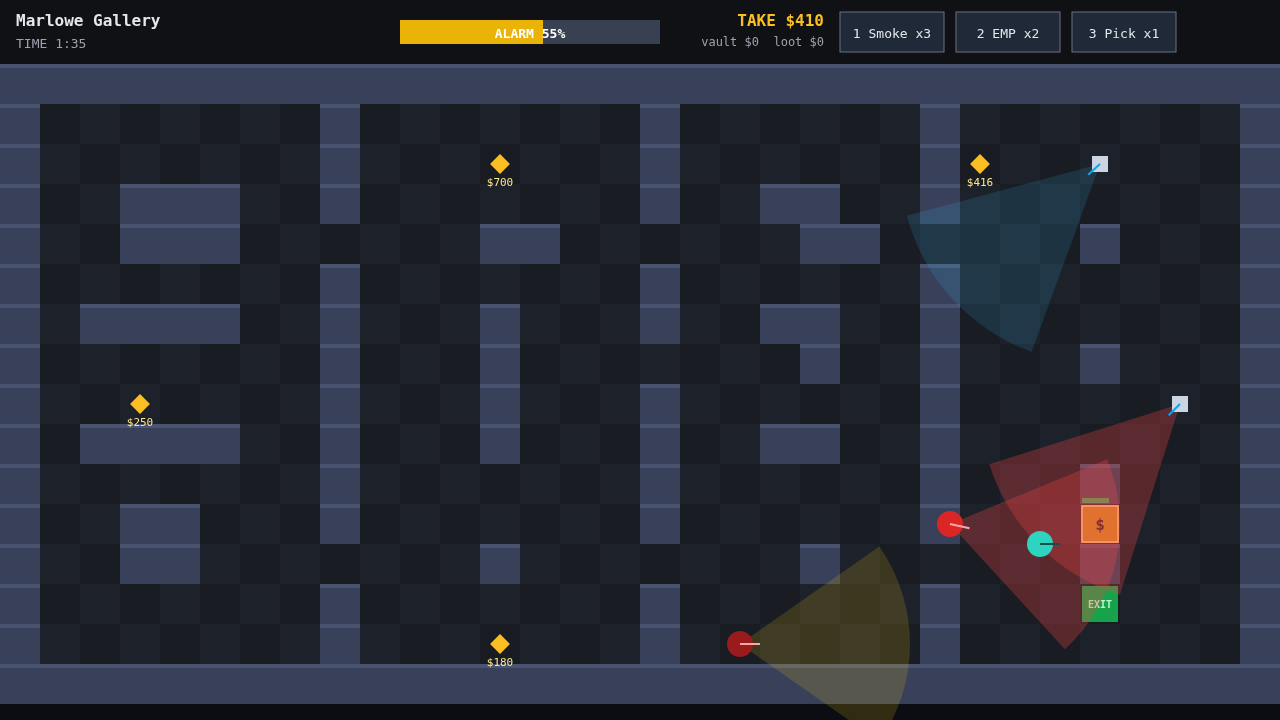 Marlowe Gallery
TIME 1:35
ALARM 55%
TAKE $410
vault $0 loot $0
1 Smoke x3
2 EMP x2
3 Pick x1
$700
$416
$250
$
EXIT
$180